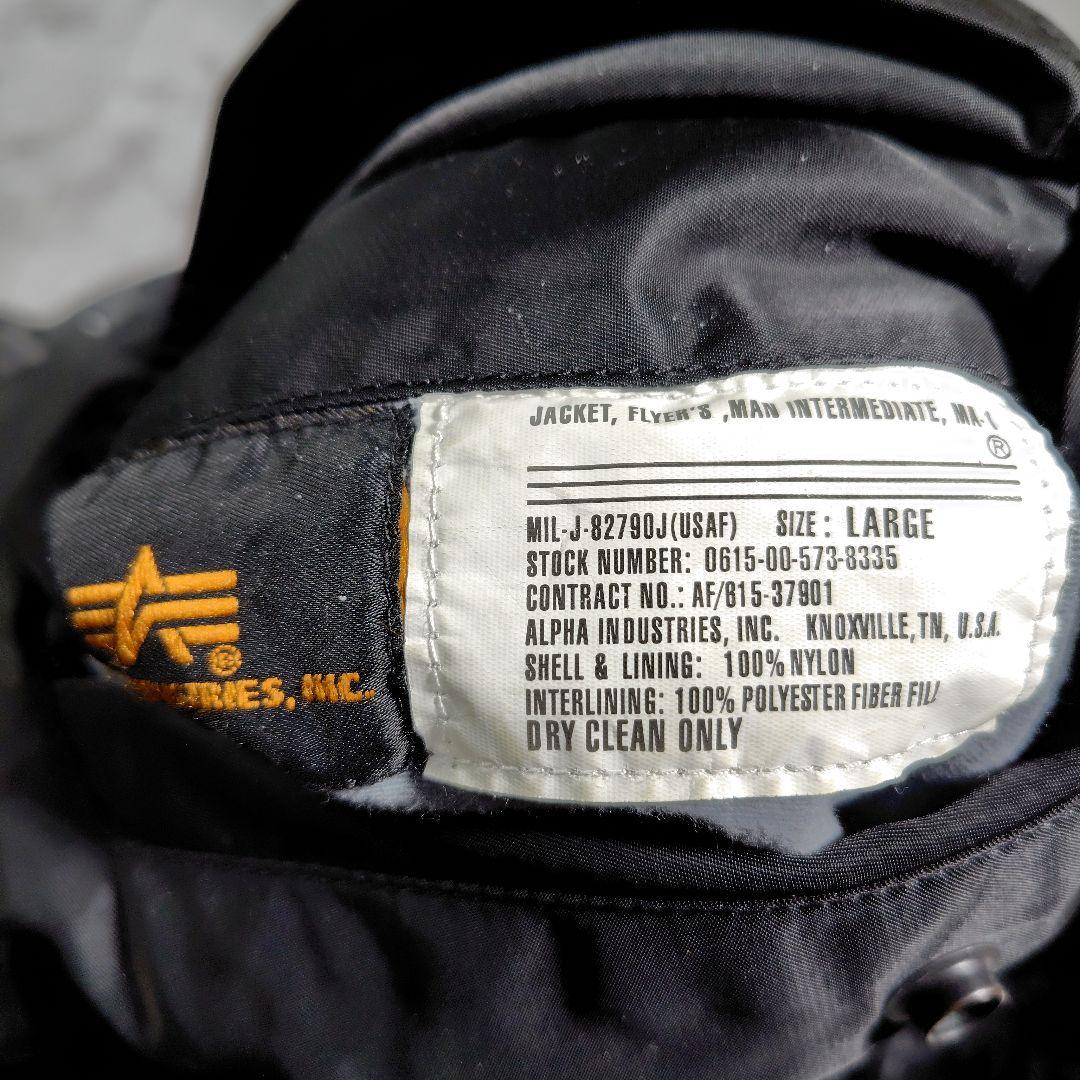 JACKET, FLYER'S ,MAN INTERMEDIATE, MA-1
®
MIL-J-82790J(USAF) SIZE: LARGE
STOCK NUMBER: 0615-00-573-8335
CONTRACT NO.: AF/815-37901
ALPHA INDUSTRIES, INC. KNOXVILLE, TN, U.S.A.
SHELL & LINING: 100% NYLON
INTERLINING: 100% POLYESTER FIBER FILL
DRY CLEAN ONLY
®
INC.